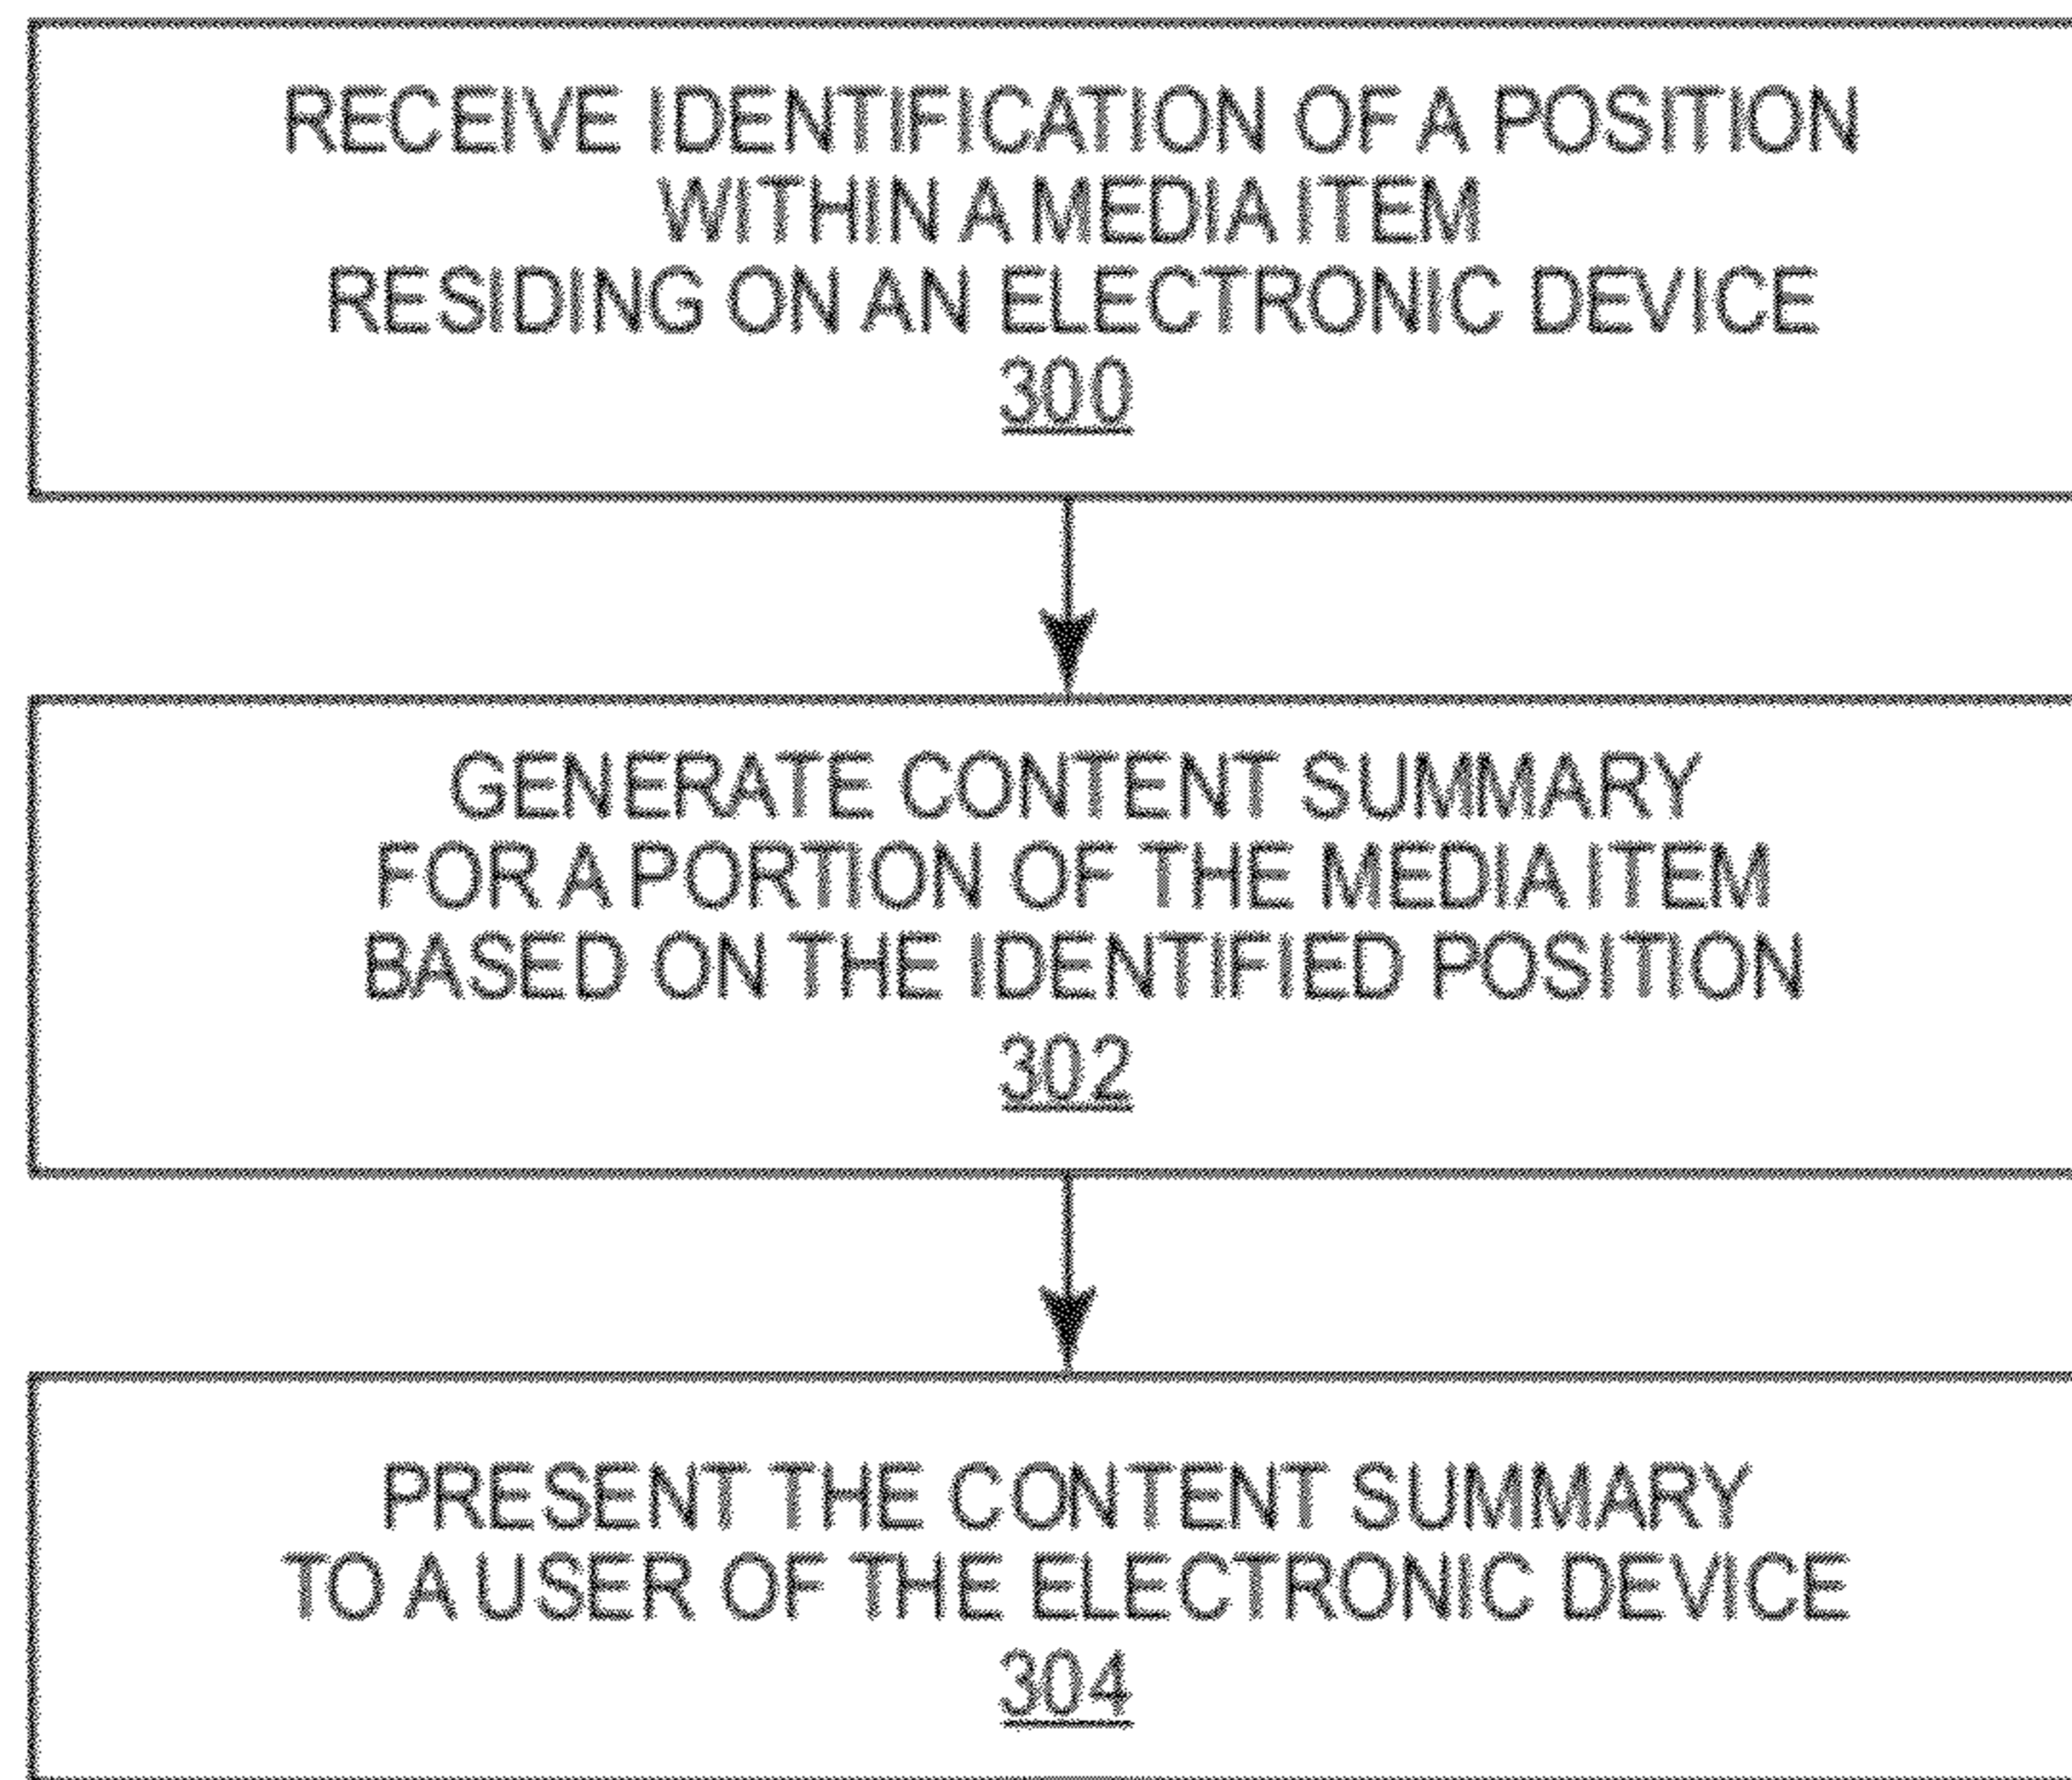 RECEIVE IDENTIFICATION OF A POSITION
WITHIN A MEDIA ITEM
RESIDING ON AN ELECTRONIC DEVICE
300
GENERATE CONTENT SUMMARY
FOR A PORTION OF THE MEDIA ITEM
BASED ON THE IDENTIFIED POSITION
302
PRESENT THE CONTENT SUMMARY
TO A USER OF THE ELECTRONIC DEVICE
304